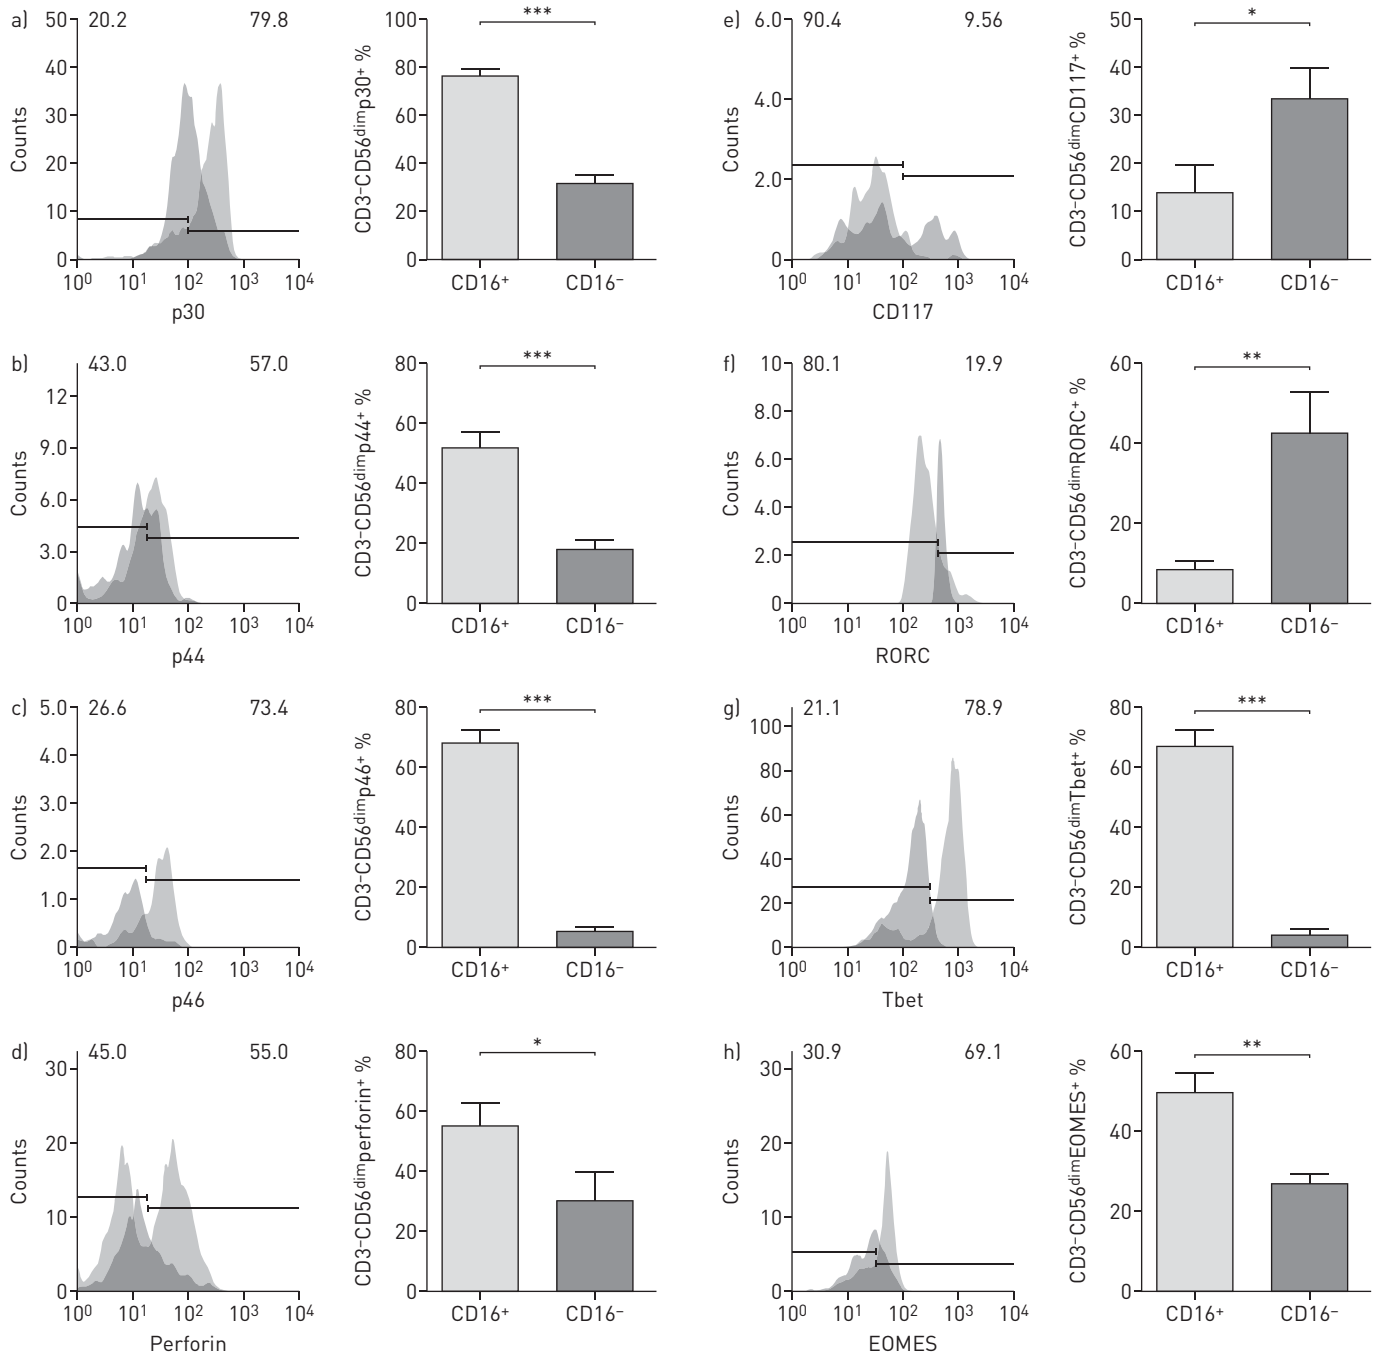 a)
20.2 79.8
50
40
30
20
10
0
Counts
10⁰ 10¹ 10² 10³ 10⁴
p30
***
100
80
60
40
20
0
CD3⁻CD56ᵈⁱᵐp30⁺ %
CD16⁺ CD16⁻
e)
90.4 9.56
6.0
4.0
2.0
0
Counts
10⁰ 10¹ 10² 10³ 10⁴
CD117
*
50
40
30
20
10
0
CD3⁻CD56ᵈⁱᵐCD117⁺ %
CD16⁺ CD16⁻
b)
43.0 57.0
12
9.0
6.0
3.0
0
Counts
10⁰ 10¹ 10² 10³ 10⁴
p44
***
80
60
40
20
0
CD3⁻CD56ᵈⁱᵐp44⁺ %
CD16⁺ CD16⁻
f)
80.1 19.9
10
8.0
6.0
4.0
2.0
0
Counts
10⁰ 10¹ 10² 10³ 10⁴
RORC
**
60
40
20
0
CD3⁻CD56ᵈⁱᵐRORC⁺ %
CD16⁺ CD16⁻
c)
26.6 73.4
5.0
4.0
3.0
2.0
1.0
0
Counts
10⁰ 10¹ 10² 10³ 10⁴
p46
***
80
60
40
20
0
CD3⁻CD56ᵈⁱᵐp46⁺ %
CD16⁺ CD16⁻
g)
21.1 78.9
100
80
60
40
20
0
Counts
10⁰ 10¹ 10² 10³ 10⁴
Tbet
***
80
60
40
20
0
CD3⁻CD56ᵈⁱᵐTbet⁺ %
CD16⁺ CD16⁻
d)
45.0 55.0
30
20
10
0
Counts
10⁰ 10¹ 10² 10³ 10⁴
Perforin
*
80
60
40
20
0
CD3⁻CD56ᵈⁱᵐperforin⁺ %
CD16⁺ CD16⁻
h)
30.9 69.1
30
20
10
0
Counts
10⁰ 10¹ 10² 10³ 10⁴
EOMES
**
60
40
20
0
CD3⁻CD56ᵈⁱᵐEOMES⁺ %
CD16⁺ CD16⁻